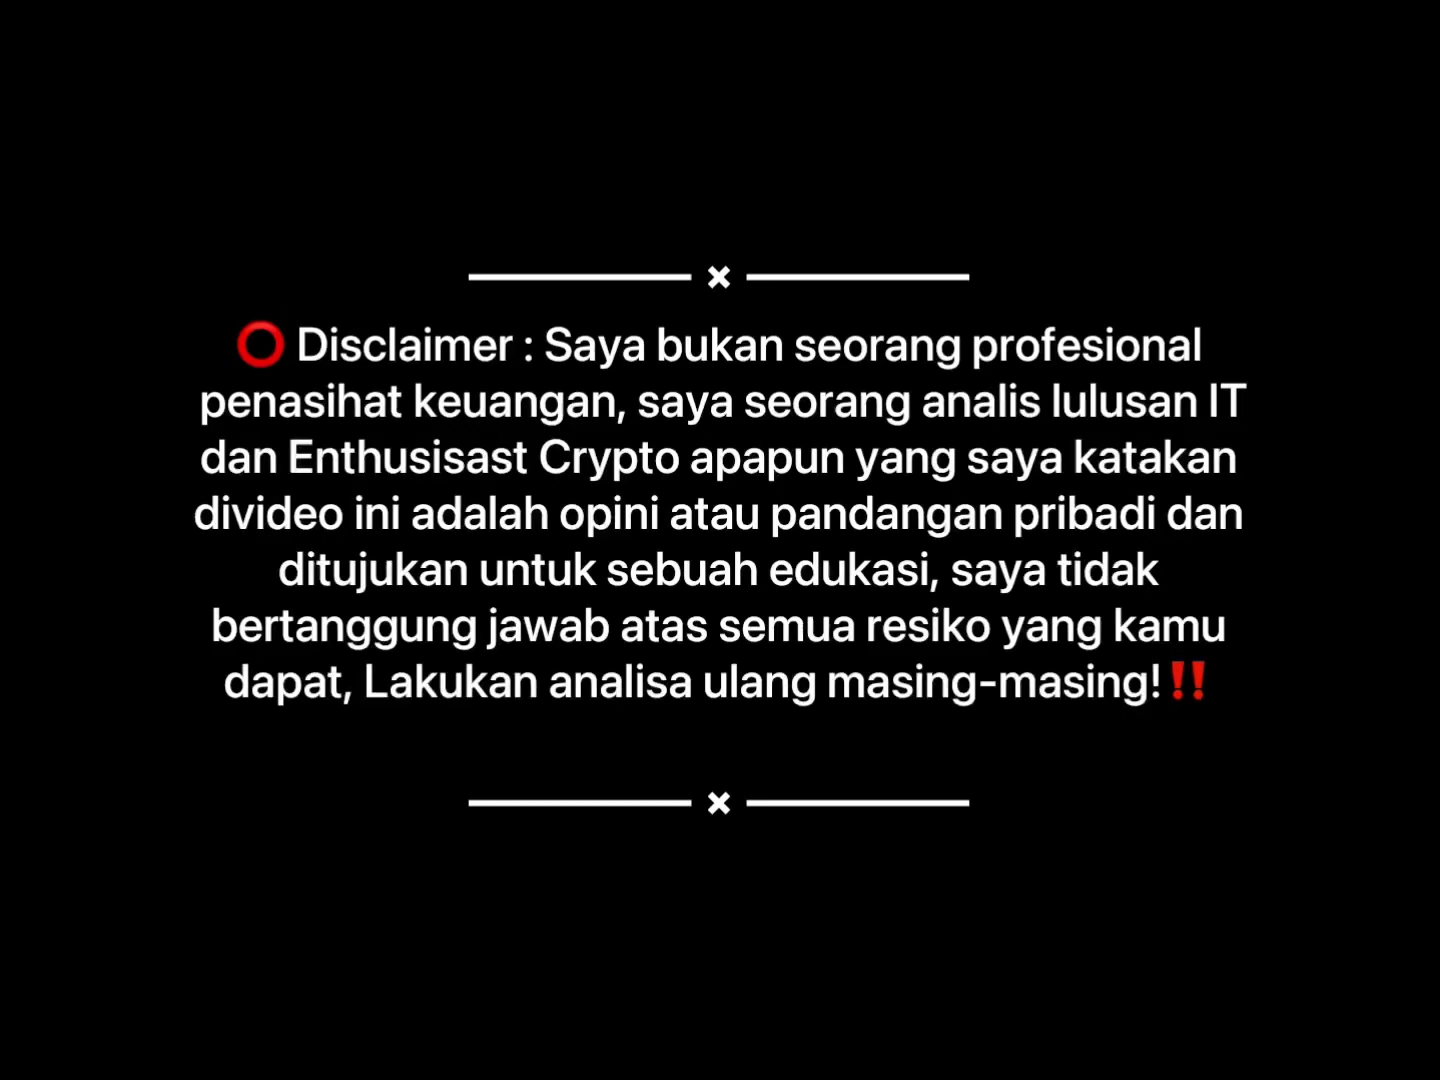 ⭕ Disclaimer : Saya bukan seorang profesional
penasihat keuangan, saya seorang analis lulusan IT
dan Enthusisast Crypto apapun yang saya katakan
divideo ini adalah opini atau pandangan pribadi dan
ditujukan untuk sebuah edukasi, saya tidak
bertanggung jawab atas semua resiko yang kamu
dapat, Lakukan analisa ulang masing-masing!‼️